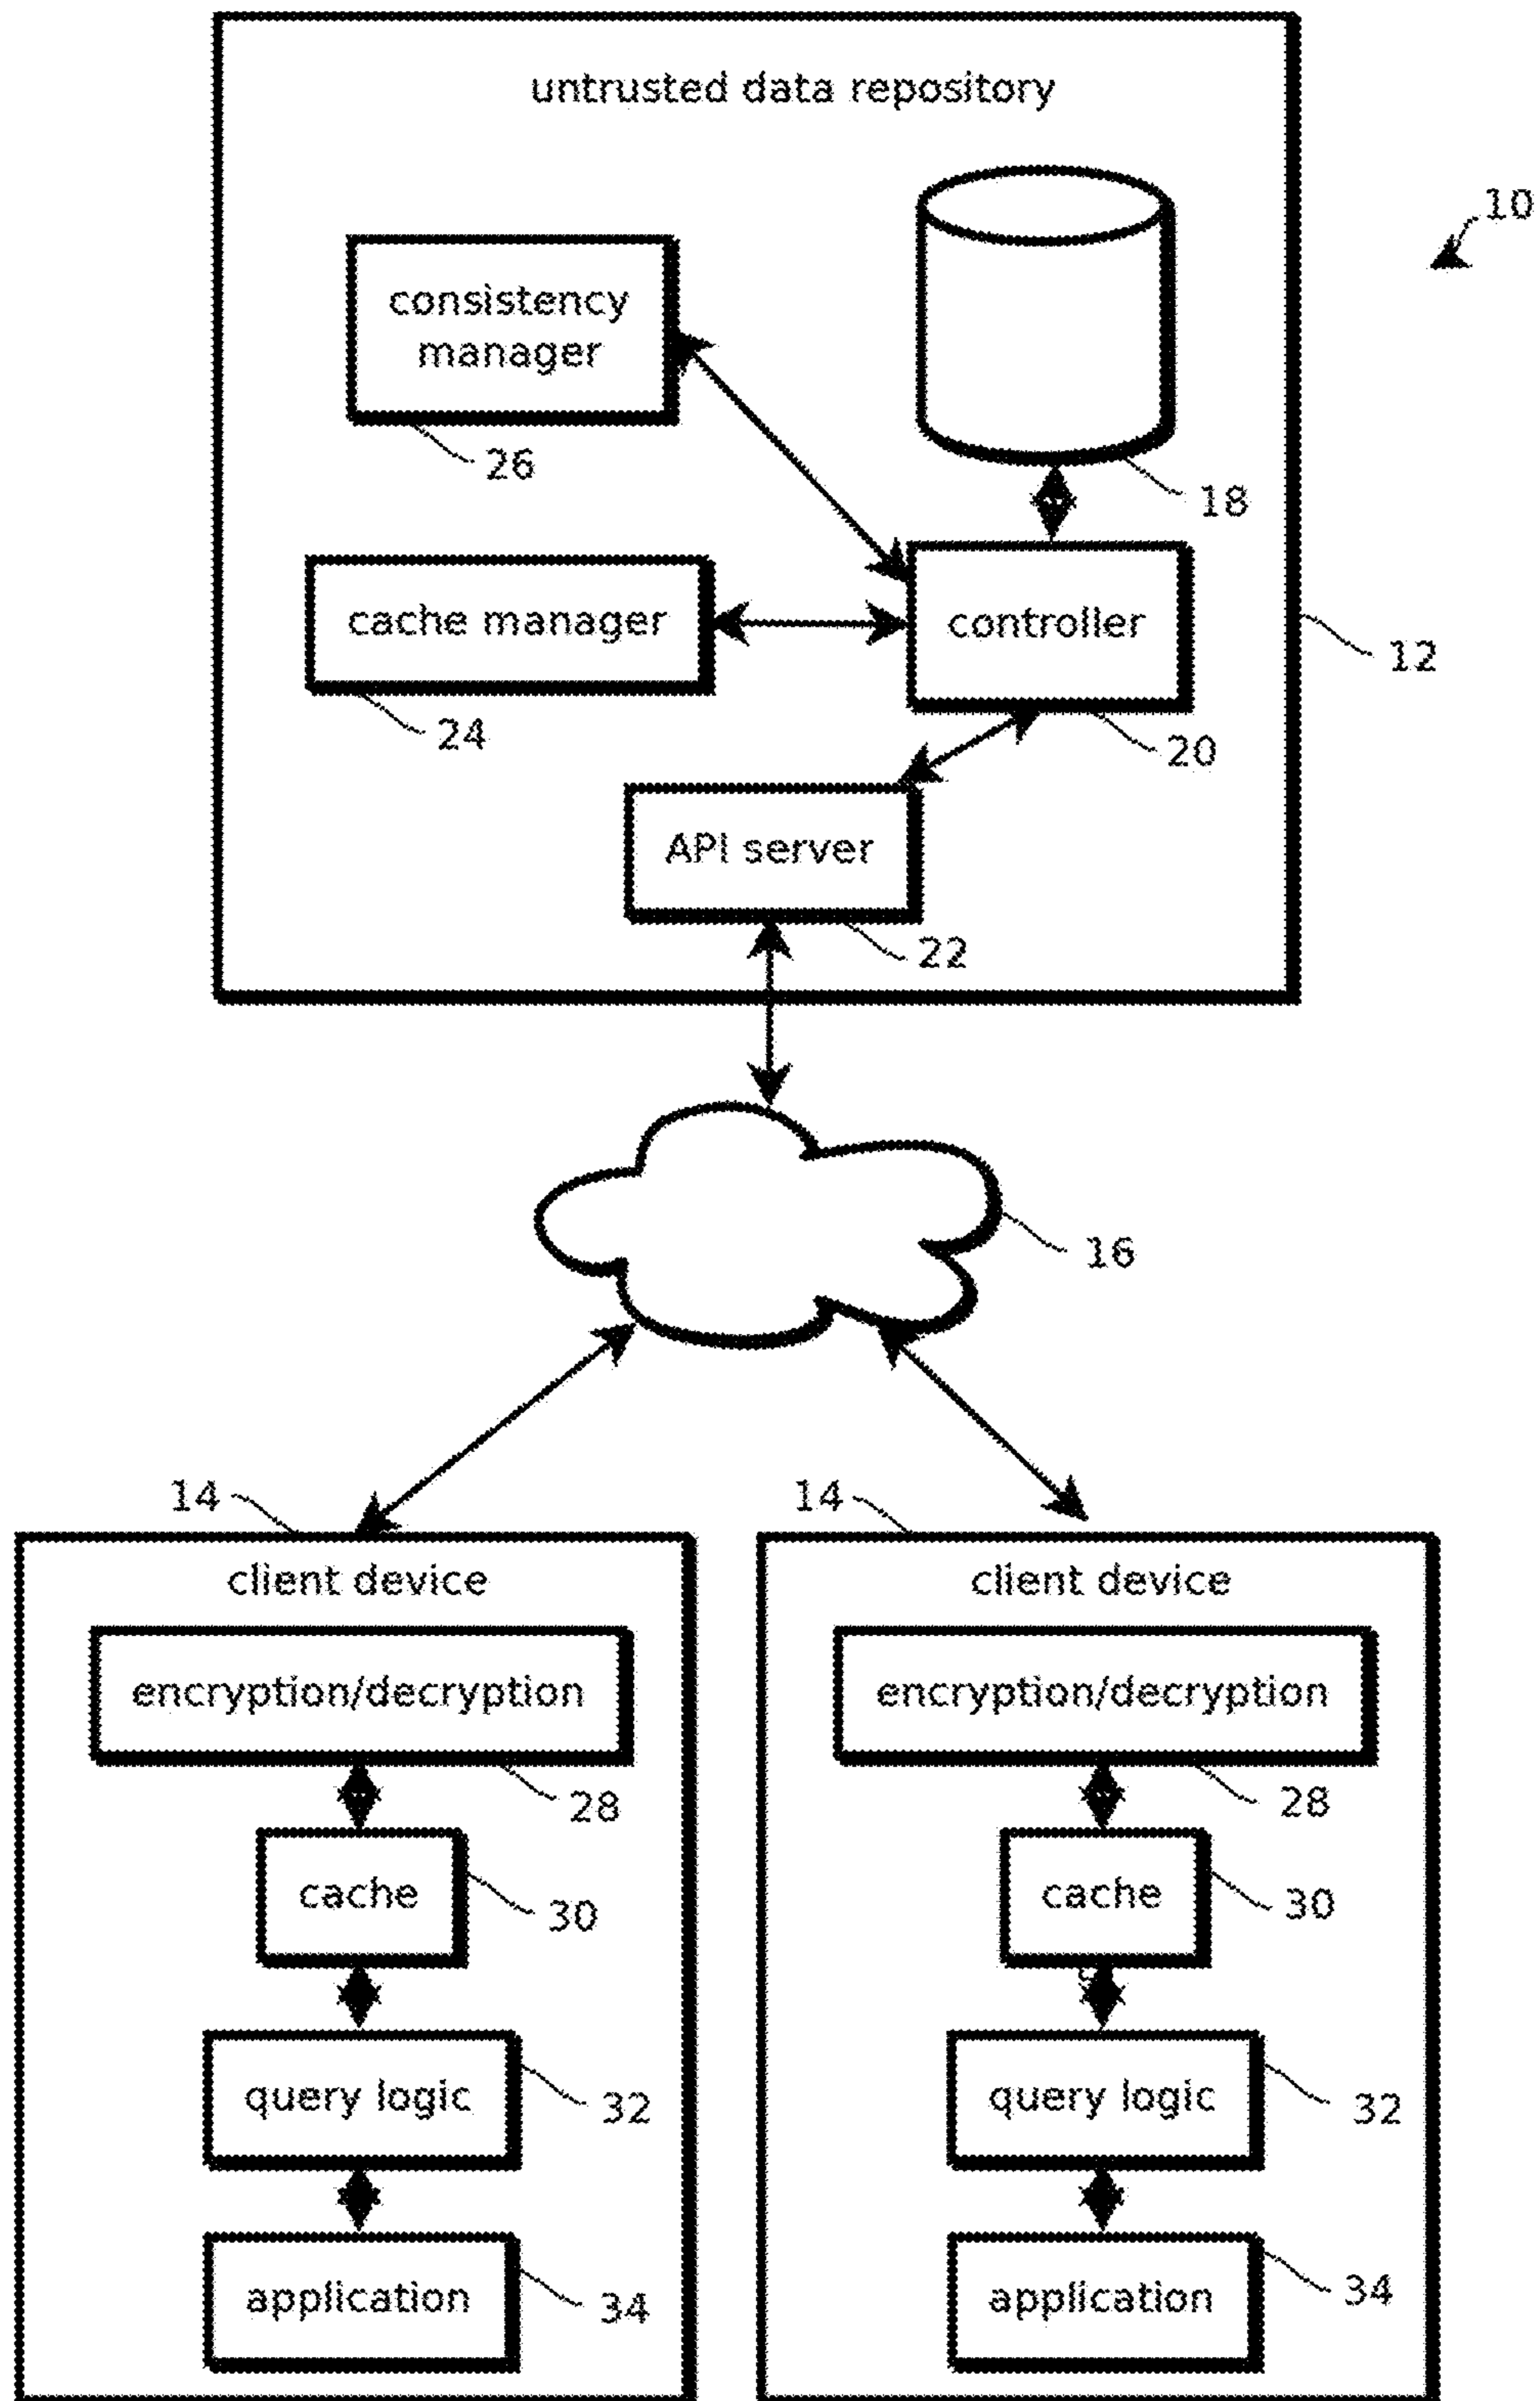 untrusted data repository
10
consistency
manager
26
18
cache manager
controller
12
24
20
API server
22
16
14
14
client device
client device
encryption/decryption
encryption/decryption
28
28
cache
cache
30
30
query logic
query logic
32
32
application
application
34
34